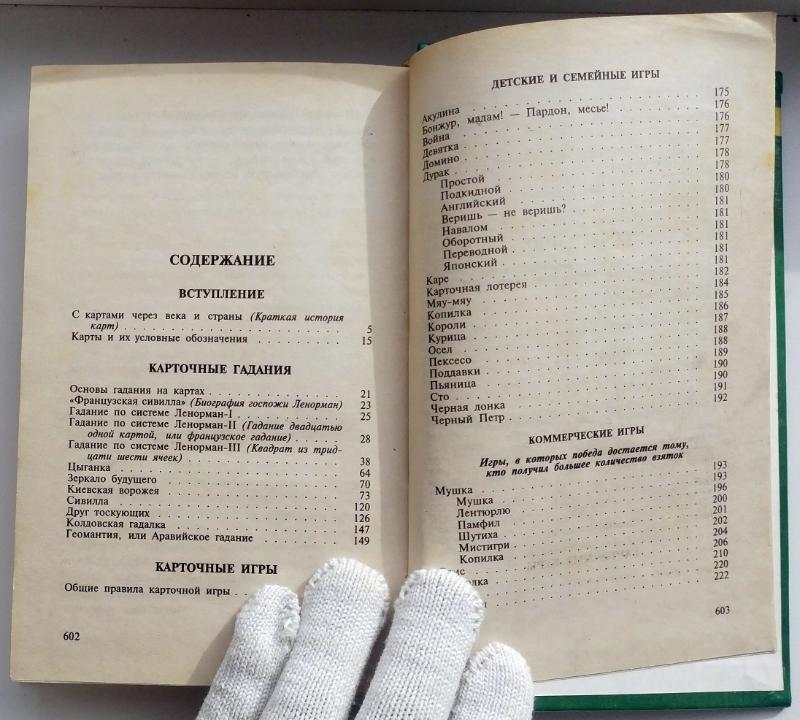 СОДЕРЖАНИЕ
ВСТУПЛЕНИЕ
С картами через века и страны (Краткая история
карт) . . . . . . . . . . 5
Карты и их условные обозначения . . . . . . 15
КАРТОЧНЫЕ ГАДАНИЯ
Основы гадания на картах . . . . . . . . 21
«Французская сивилла» (Биография госпожи Ленорман) 23
Гадание по системе Ленорман-I . . . . . . . 25
Гадание по системе Ленорман-II (Гадание двадцатью
одной картой, или французское гадание) . . . . 28
Гадание по системе Ленорман-III (Квадрат из трид-
цати шести ячеек) . . . . . . . . 38
Цыганка . . . . . . . . . . 64
Зеркало будущего . . . . . . . . . 70
Киевская ворожея . . . . . . . . . 73
Сивилла . . . . . . . . . . 120
Друг тоскующих . . . . . . . . . 126
Колдовская гадалка . . . . . . . . 147
Геомантия, или Аравийское гадание . . . . . 149
КАРТОЧНЫЕ ИГРЫ
Общие правила карточной игры . .
602
ДЕТСКИЕ И СЕМЕЙНЫЕ ИГРЫ
Акулина . . . . . . . . . . 175
Бонжур, мадам! — Пардон, месье! . . . . . 176
Война . . . . . . . . . . 176
Девятка . . . . . . . . . . 177
Домино . . . . . . . . . . 177
Дурак . . . . . . . . . . 178
Простой . . . . . . . . . . 178
Подкидной . . . . . . . . . . 180
Английский . . . . . . . . . . 180
Веришь — не веришь? . . . . . . . . 181
Навалом . . . . . . . . . . 181
Оборотный . . . . . . . . . . 181
Переводной . . . . . . . . . . 181
Японский . . . . . . . . . . 181
Каре . . . . . . . . . . 181
Карточная лотерея . . . . . . . . 182
Мяу-мяу . . . . . . . . . . 184
Копилка . . . . . . . . . . 185
Короли . . . . . . . . . . 186
Курица . . . . . . . . . . 187
Осел . . . . . . . . . . 188
Пексесо . . . . . . . . . . 188
Поддавки . . . . . . . . . . 189
Пьяница . . . . . . . . . . 190
Сто . . . . . . . . . . 190
Черная донка . . . . . . . . . . 191
Черный Петр . . . . . . . . . . 192
КОММЕРЧЕСКИЕ ИГРЫ
Игры, в которых победа достается тому,
кто получил большее количество взяток
Мушка . . . . . . . . . . 193
Мушка . . . . . . . . . . 193
Лентюрлю . . . . . . . . . . 196
Памфил . . . . . . . . . . 200
Шутиха . . . . . . . . . . 201
Мистигри . . . . . . . . . . 202
Копилка . . . . . . . . . . 204
206
210
220
222
603